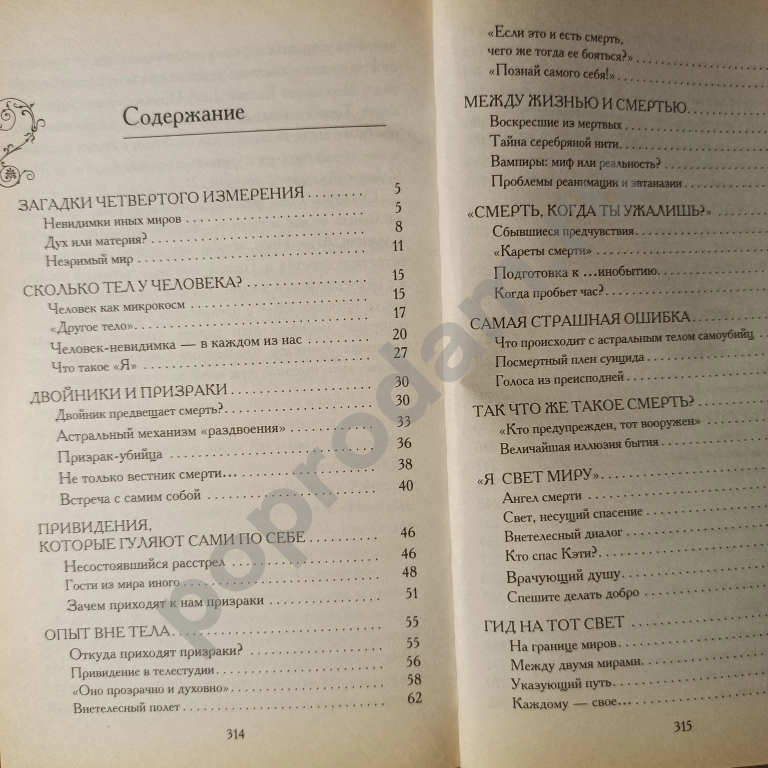 Содержание
ЗАГАДКИ ЧЕТВЕРТОГО ИЗМЕРЕНИЯ ........ 5
Невидимки иных миров ........ 5
Дух или материя? ........ 8
Незримый мир ........ 11
СКОЛЬКО ТЕЛ У ЧЕЛОВЕКА? ........ 15
Человек как микрокосм ........ 15
«Другое тело» ........ 17
Человек-невидимка — в каждом из нас ........ 20
Что такое «Я» ........ 27
ДВОЙНИКИ И ПРИЗРАКИ ........ 30
Двойник предвещает смерть? ........ 30
Астральный механизм «раздвоения» ........ 33
Призрак-убийца ........ 36
Не только вестник смерти... ........ 38
Встреча с самим собой ........ 40
ПРИВИДЕНИЯ,
КОТОРЫЕ ГУЛЯЮТ САМИ ПО СЕБЕ ........ 46
Несостоявшийся расстрел ........ 46
Гости из мира иного ........ 48
Зачем приходят к нам призраки ........ 51
ОПЫТ ВНЕ ТЕЛА ........ 55
Откуда приходят призраки? ........ 55
Привидение в телестудии ........ 56
«Оно прозрачно и духовно» ........ 58
Внетелесный полет ........ 62
314
«Если это и есть смерть,
чего же тогда ее бояться?» ........
«Познай самого себя!» ........
МЕЖДУ ЖИЗНЬЮ И СМЕРТЬЮ ........
Воскресшие из мертвых ........
Тайна серебряной нити ........
Вампиры: миф или реальность? ........
Проблемы реанимации и эвтаназии ........
«СМЕРТЬ, КОГДА ТЫ УЖАЛИШЬ?» ........
Сбывшиеся предчувствия ........
«Кареты смерти» ........
Подготовка к ...инобытию ........
Когда пробьет час? ........
САМАЯ СТРАШНАЯ ОШИБКА ........
Что происходит с астральным телом самоубийц ........
Посмертный плен суицида ........
Голоса из преисподней ........
ТАК ЧТО ЖЕ ТАКОЕ СМЕРТЬ? ........
«Кто предупрежден, тот вооружен» ........
Величайшая иллюзия бытия ........
«Я СВЕТ МИРУ» ........
Ангел смерти ........
Свет, несущий спасение ........
Внетелесный диалог ........
Кто спас Кэти? ........
Врачующий душу ........
Спешите делать добро ........
ГИД НА ТОТ СВЕТ ........
На границе миров ........
Между двумя мирами ........
Указующий путь ........
Каждому — свое... ........
315
poprodam